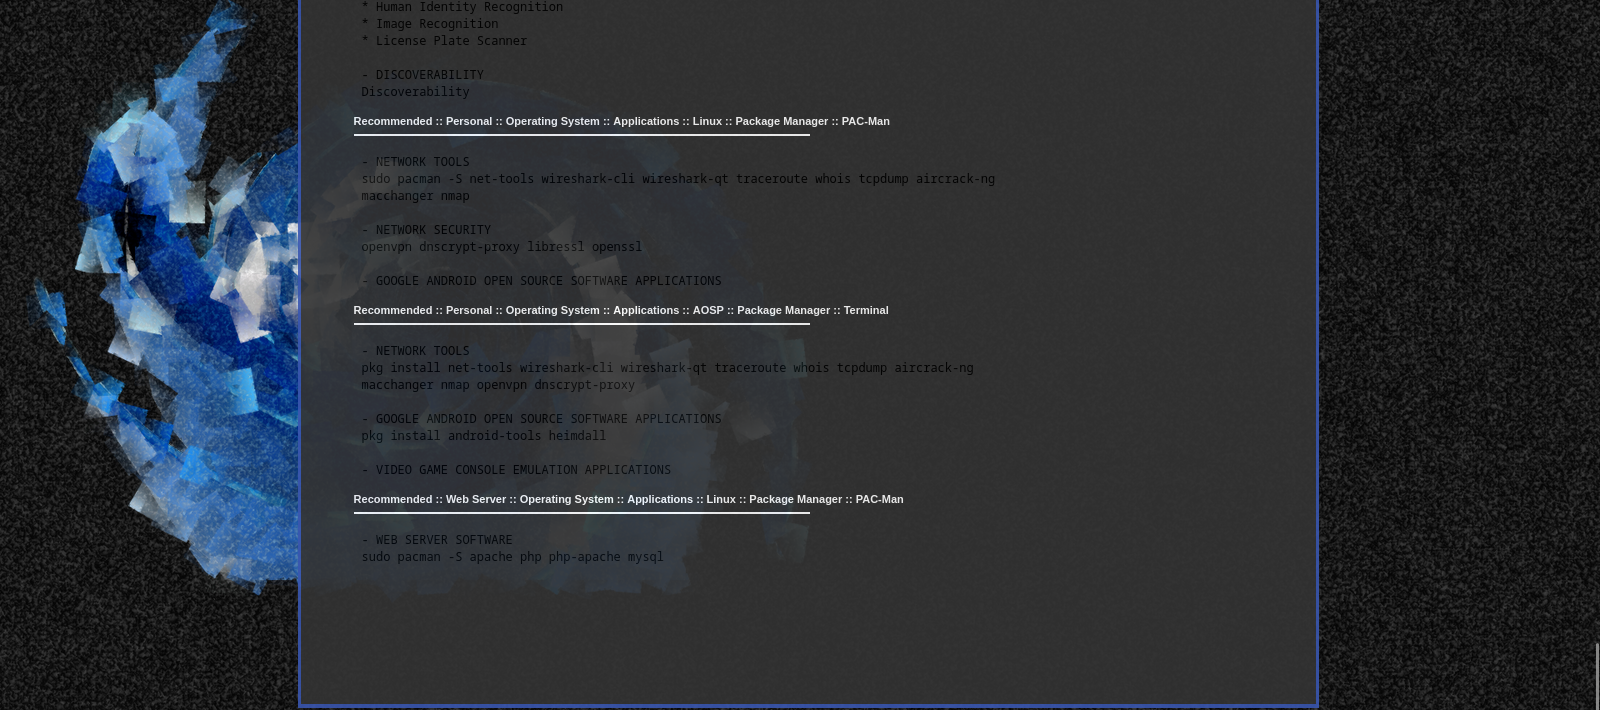 * Human Identity Recognition
* Image Recognition
* License Plate Scanner
- DISCOVERABILITY
Discoverability
Recommended :: Personal :: Operating System :: Applications :: Linux :: Package Manager :: PAC-Man
- NETWORK TOOLS
sudo pacman -S net-tools wireshark-cli wireshark-qt traceroute whois tcpdump aircrack-ng
macchanger nmap
- NETWORK SECURITY
openvpn dnscrypt-proxy libressl openssl
- GOOGLE ANDROID OPEN SOURCE SOFTWARE APPLICATIONS
Recommended :: Personal :: Operating System :: Applications :: AOSP :: Package Manager :: Terminal
- NETWORK TOOLS
pkg install net-tools wireshark-cli wireshark-qt traceroute whois tcpdump aircrack-ng
macchanger nmap openvpn dnscrypt-proxy
- GOOGLE ANDROID OPEN SOURCE SOFTWARE APPLICATIONS
pkg install android-tools heimdall
- VIDEO GAME CONSOLE EMULATION APPLICATIONS
Recommended :: Web Server :: Operating System :: Applications :: Linux :: Package Manager :: PAC-Man
- WEB SERVER SOFTWARE
sudo pacman -S apache php php-apache mysql